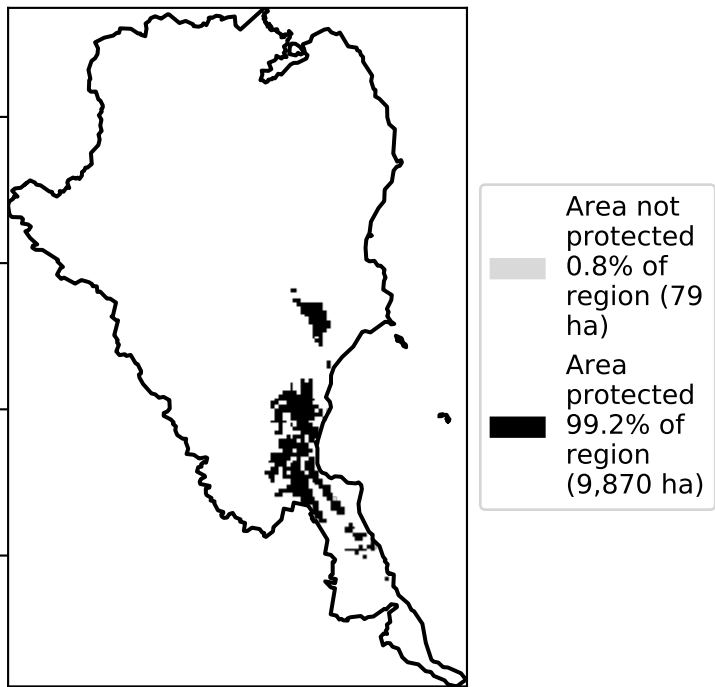 Area not
protected
0.8% of
region (79
ha)
Area
protected
99.2% of
region
(9,870 ha)